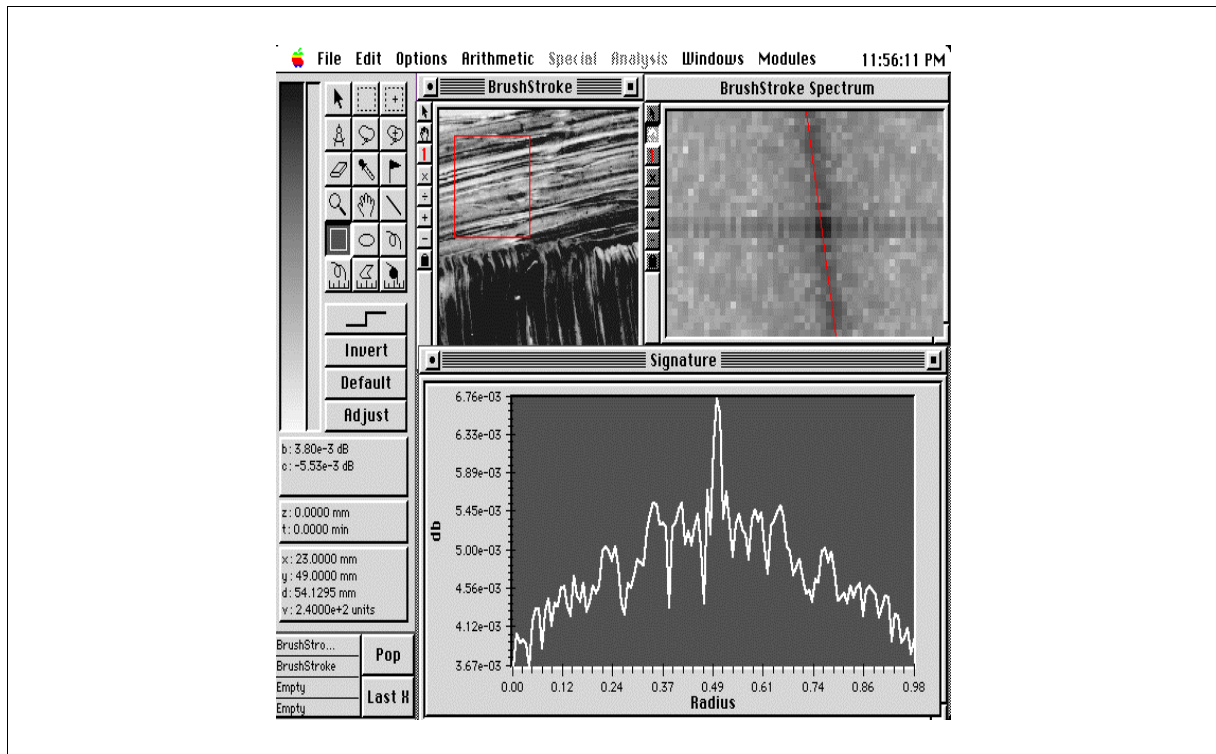 File Edit Options Arithmetic Special Analysis Windows Modules 11:56:11 PM
BrushStroke
BrushStroke Spectrum
1
1
Invert
Default
Adjust
b: 3.80e-3 dB
c: -5.53e-3 dB
z: 0.0000 mm
t: 0.0000 min
x: 23.0000 mm
y: 49.0000 mm
d: 54.1295 mm
v: 2.4000e+2 units
BrushStro...
BrushStroke
Empty
Empty
Pop
Last X
Signature
6.76e-03
6.33e-03
5.89e-03
5.45e-03
5.00e-03
4.56e-03
4.12e-03
3.67e-03
db
0.00 0.12 0.24 0.37 0.49 0.61 0.74 0.86 0.98
Radius